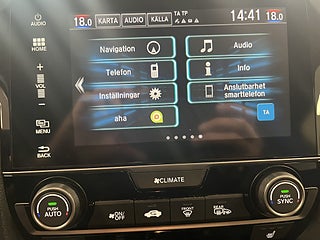 AUDIO
18.0 KARTA AUDIO KÄLLA TA TP 14:41 18.0
HOME
Navigation
Audio
+
VOL
−
Telefon
Info
Inställningar
Anslutbarhet
smarttelefon
aha
TA
MENU
BACK
CLIMATE
PUSH
AUTO
ON/
OFF
FRONT
REAR
PUSH
SYNC